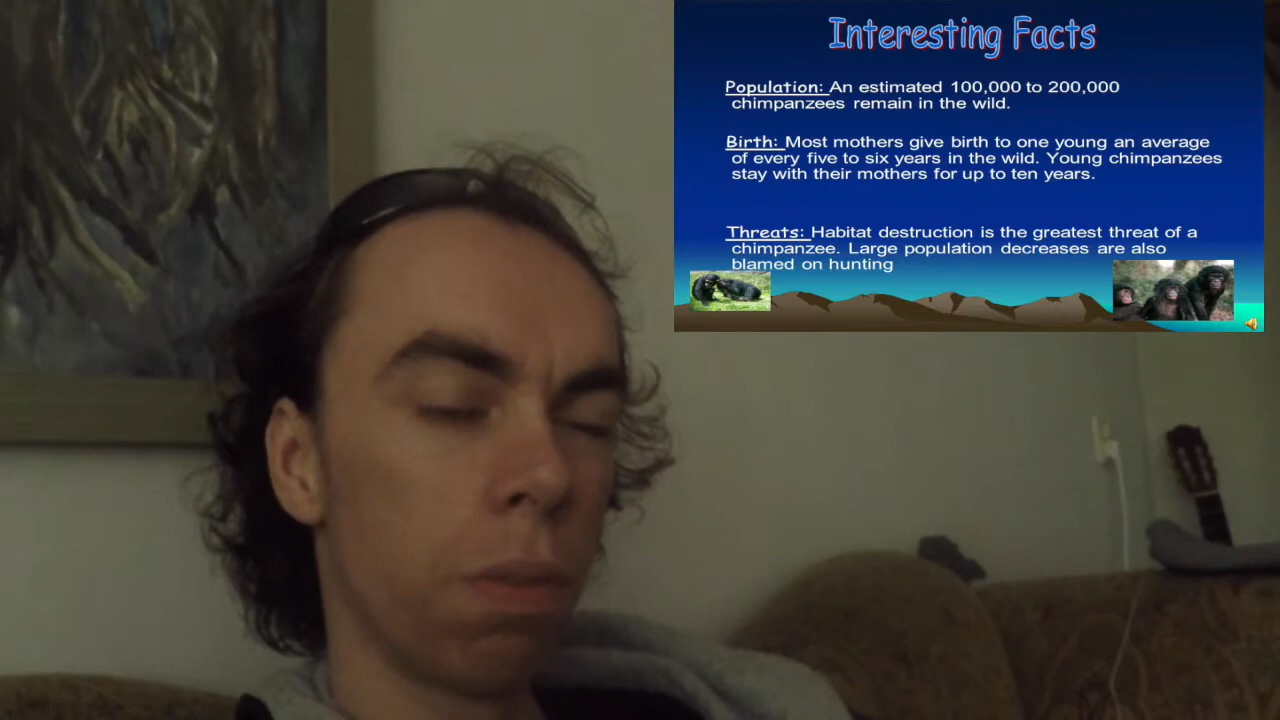 Interesting Facts
Population: An estimated 100,000 to 200,000
chimpanzees remain in the wild.
Birth: Most mothers give birth to one young an average
of every five to six years in the wild. Young chimpanzees
stay with their mothers for up to ten years.
Threats: Habitat destruction is the greatest threat of a
chimpanzee. Large population decreases are also
blamed on hunting